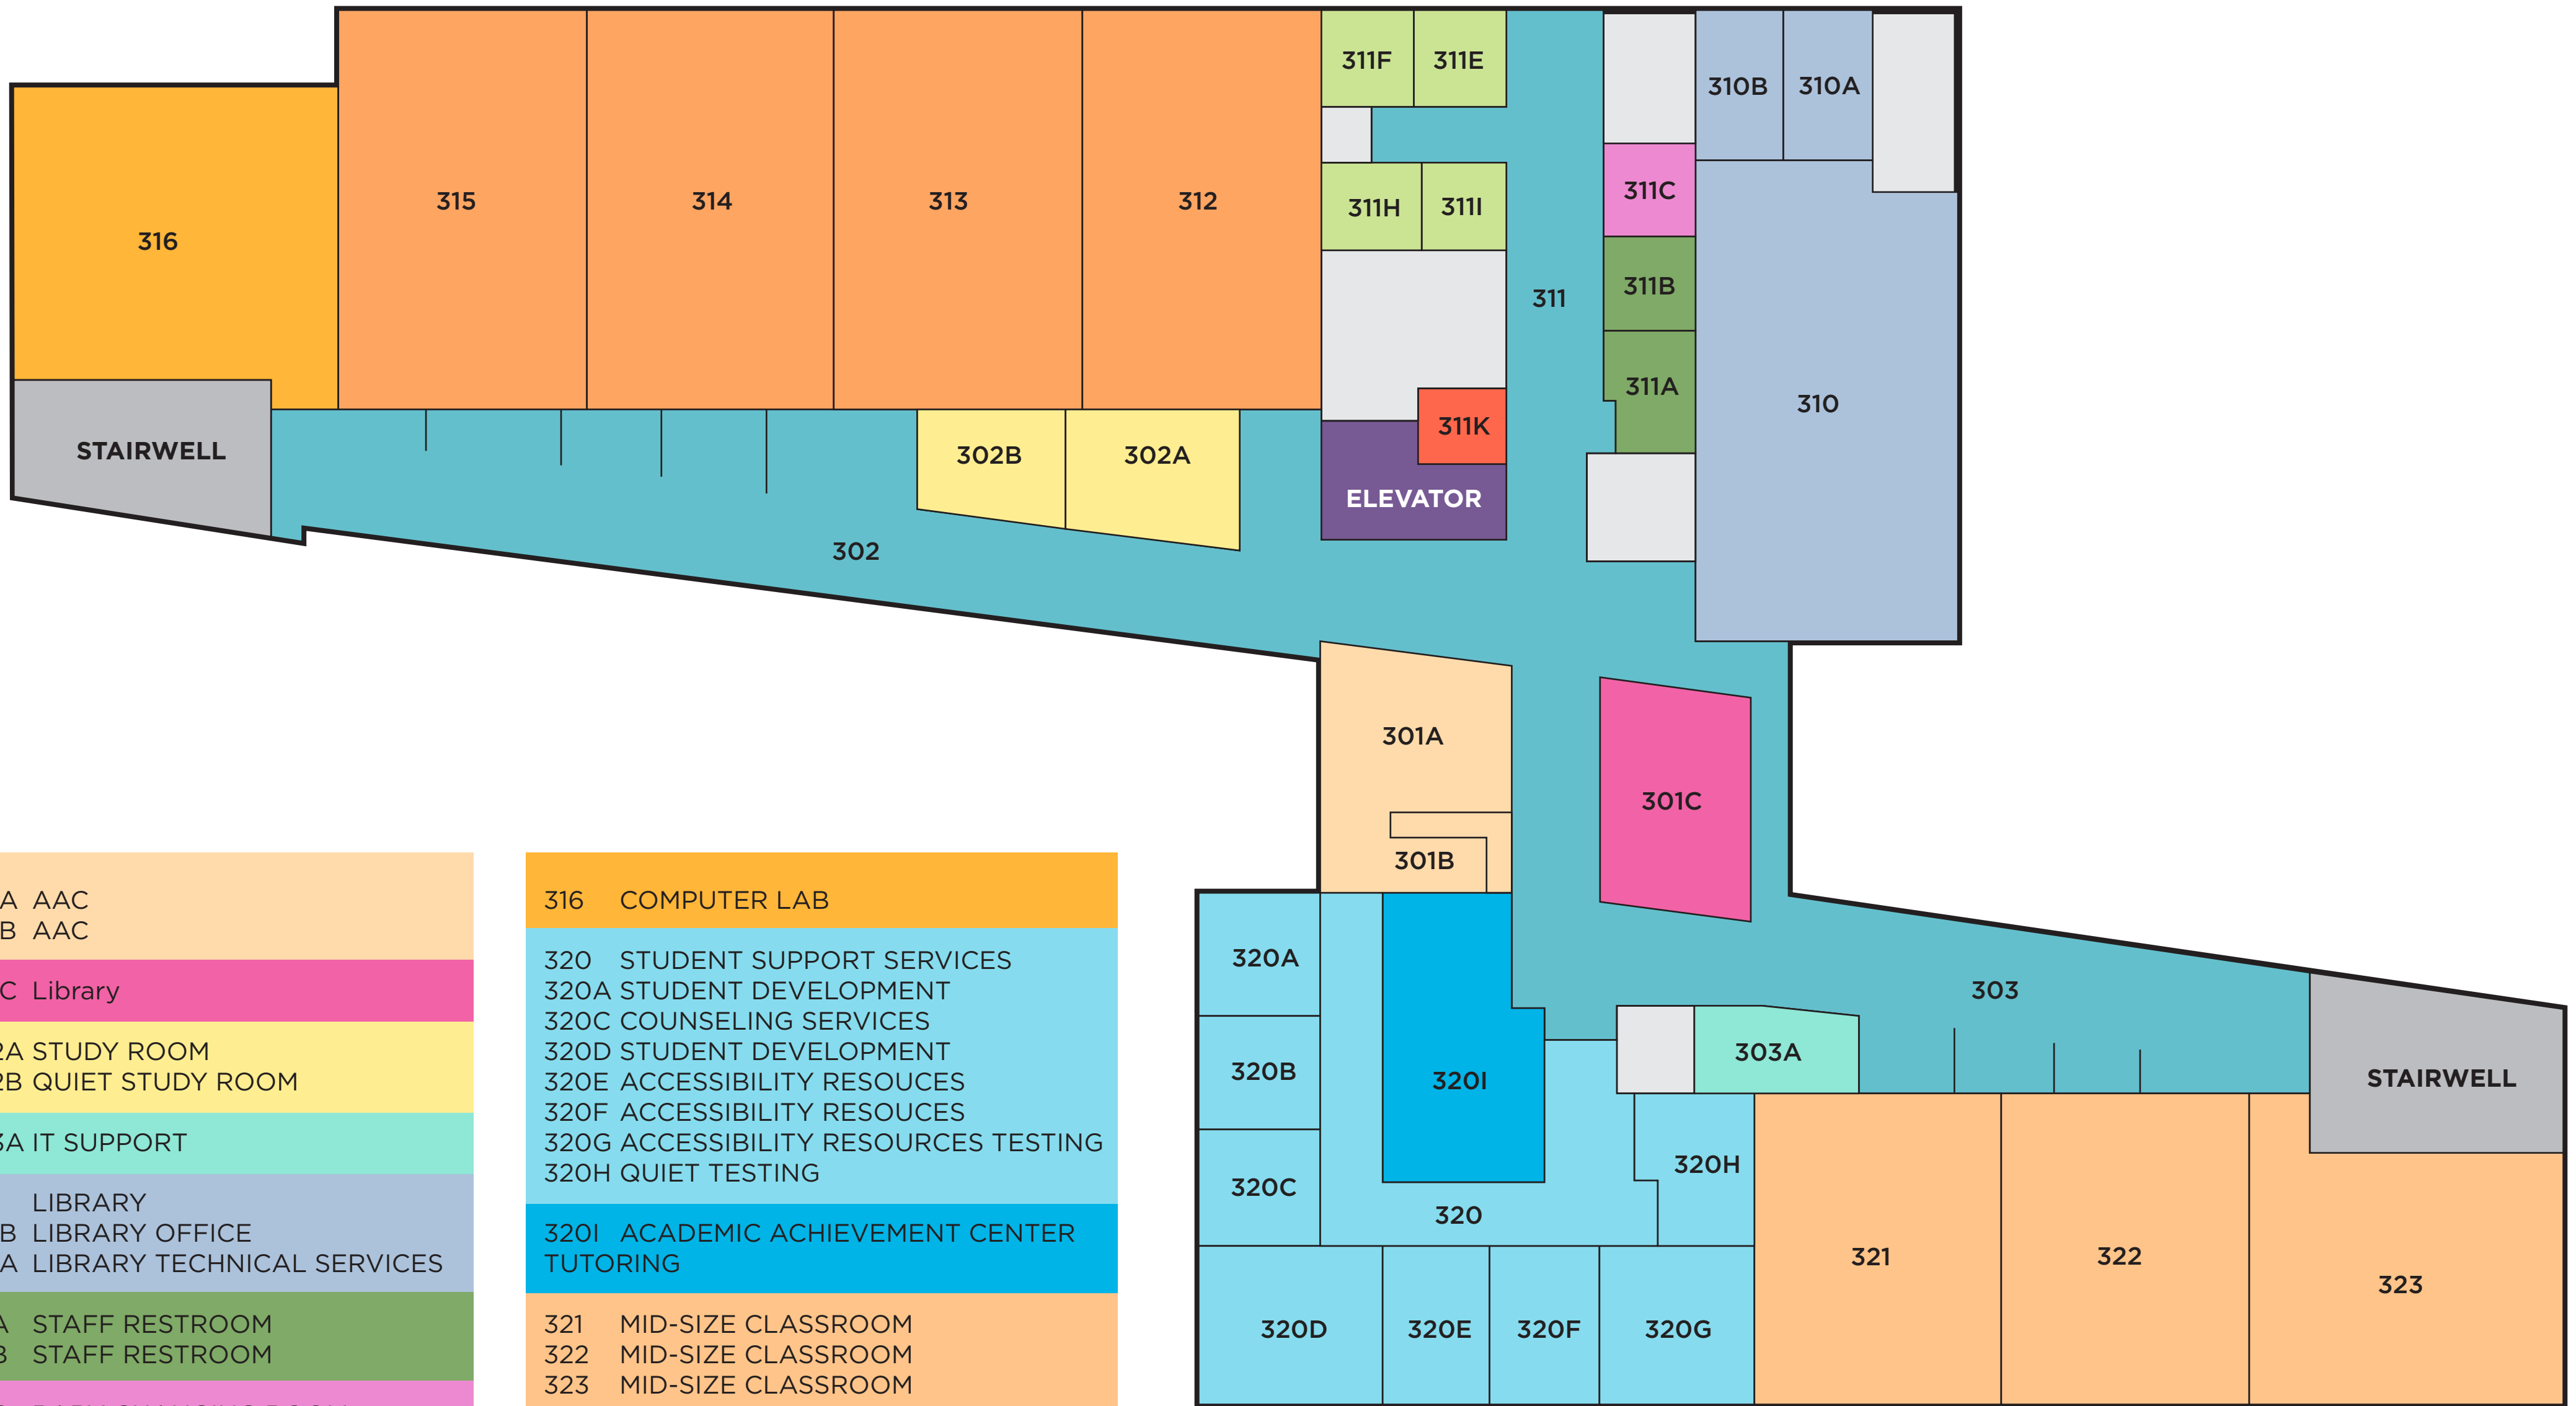 311F
311E
310B
310A
315
314
313
312
311C
311H
311I
316
311B
311
311A
310
311K
STAIRWELL
302B
302A
ELEVATOR
302
301A
301C
301B
A AAC
B AAC
C Library
2A STUDY ROOM
2B QUIET STUDY ROOM
3A IT SUPPORT
LIBRARY
B LIBRARY OFFICE
A LIBRARY TECHNICAL SERVICES
A STAFF RESTROOM
B STAFF RESTROOM
316 COMPUTER LAB
320 STUDENT SUPPORT SERVICES
320A STUDENT DEVELOPMENT
320C COUNSELING SERVICES
320D STUDENT DEVELOPMENT
320E ACCESSIBILITY RESOUCES
320F ACCESSIBILITY RESOUCES
320G ACCESSIBILITY RESOURCES TESTING
320H QUIET TESTING
320I ACADEMIC ACHIEVEMENT CENTER
TUTORING
321 MID-SIZE CLASSROOM
322 MID-SIZE CLASSROOM
323 MID-SIZE CLASSROOM
320A
303
303A
320B
320I
STAIRWELL
320H
320C
320
321
322
323
320D
320E
320F
320G